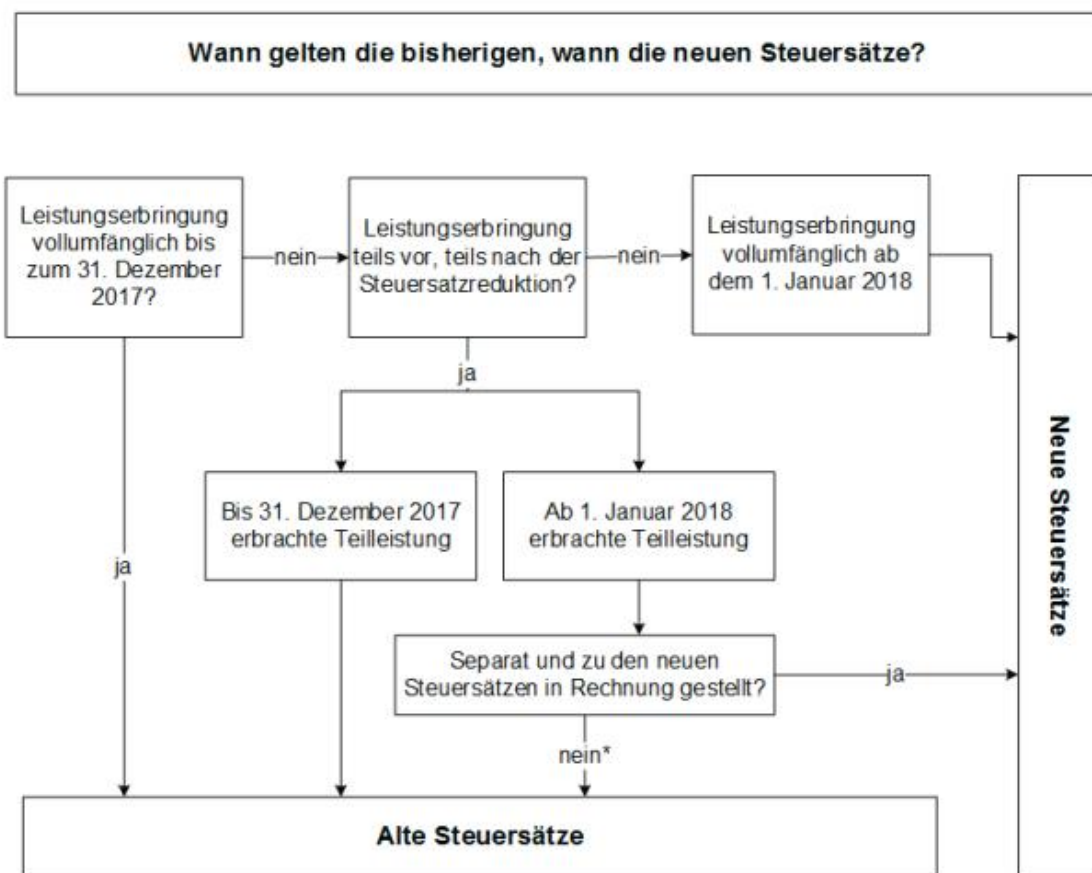 Wann gelten die bisherigen, wann die neuen Steuersätze?
Leistungserbringung
vollumfänglich bis
zum 31. Dezember
2017?
nein
Leistungserbringung
teils vor, teils nach der
Steuersatzreduktion?
nein
Leistungserbringung
vollumfänglich ab
dem 1. Januar 2018
ja
Bis 31. Dezember 2017
erbrachte Teilleistung
Ab 1. Januar 2018
erbrachte Teilleistung
ja
Separat und zu den neuen
Steuersätzen in Rechnung gestellt?
ja
nein*
Neue Steuersätze
Alte Steuersätze